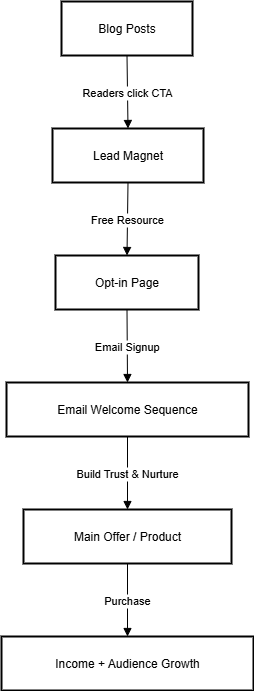 Blog Posts
Readers click CTA
Lead Magnet
Free Resource
Opt-in Page
Email Signup
Email Welcome Sequence
Build Trust & Nurture
Main Offer / Product
Purchase
Income + Audience Growth